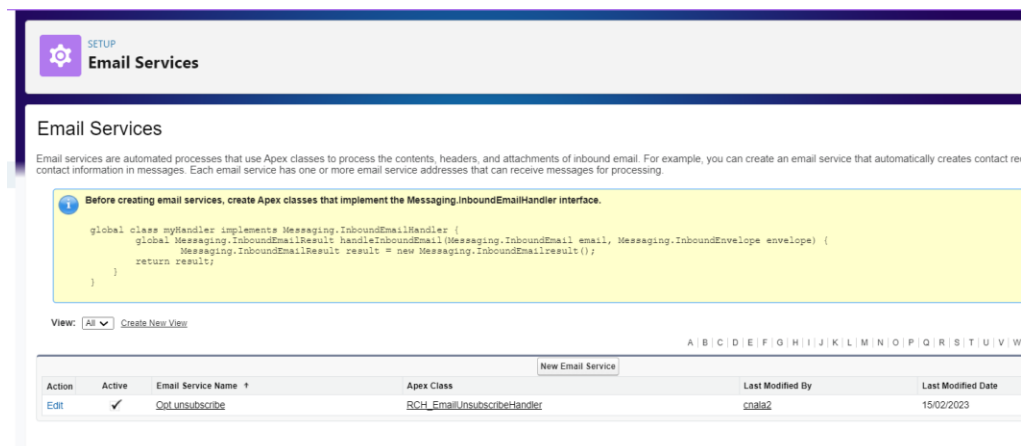 SETUP
Email Services
Email Services
Email services are automated processes that use Apex classes to process the contents, headers, and attachments of inbound email. For example, you can create an email service that automatically creates contact
contact information in messages. Each email service has one or more email service addresses that can receive messages for processing.
Before creating email services, create Apex classes that implement the Messaging.InboundEmailHandler interface.
global class myHandler implements Messaging.InboundEmailHandler {
global Messaging.InboundEmailResult handleInboundEmail(Messaging.InboundEmail email, Messaging.InboundEnvelope envelope) {
Messaging.InboundEmailResult result = new Messaging.InboundEmailresult();
return result;
}
}
View: All Create New View
A | B | C | D | E | F | G | H | I | J | K | L | M | N | O | P | Q | R | S | T | U | V | W
New Email Service
Action Active Email Service Name ↑ Apex Class Last Modified By Last Modified Date
Edit ✓ Opt unsubscribe RCH_EmailUnsubscribeHandler cnala2 15/02/2023